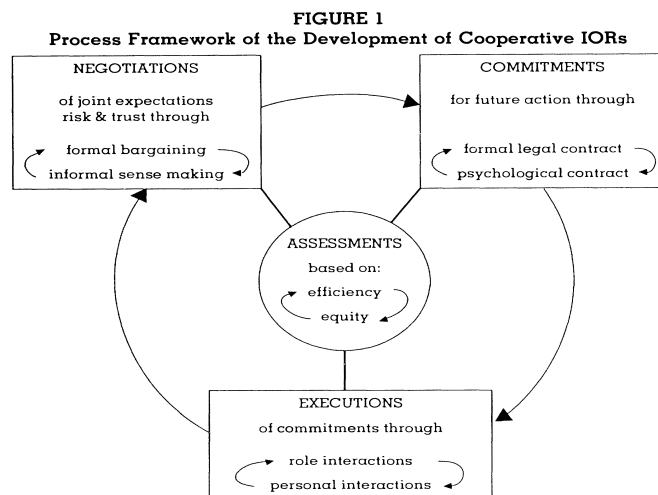 FIGURE 1
Process Framework of the Development of Cooperative IORs
NEGOTIATIONS
of joint expectations
risk & trust through
formal bargaining
informal sense making
COMMITMENTS
for future action through
formal legal contract
psychological contract
ASSESSMENTS
based on:
efficiency
equity
EXECUTIONS
of commitments through
role interactions
personal interactions